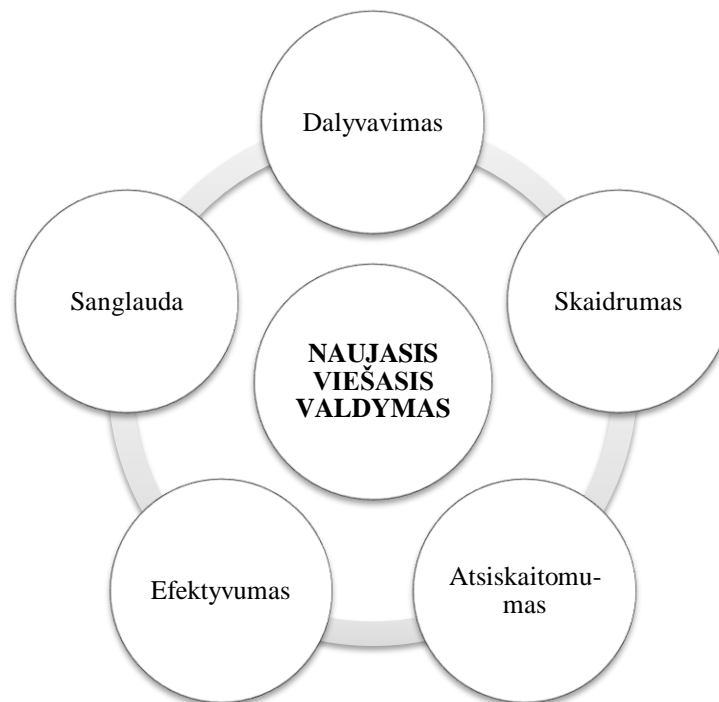 Dalyvavimas
Sanglauda
Skaidrumas
NAUJASIS
VIEŠASIS
VALDYMAS
Efektyvumas
Atsiskaitomu-
mas